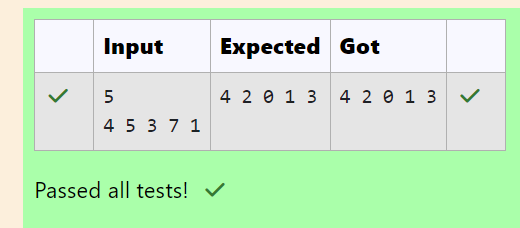 Input Expected Got
5 4 2 0 1 3 4 2 0 1 3
4 5 3 7 1
Passed all tests!